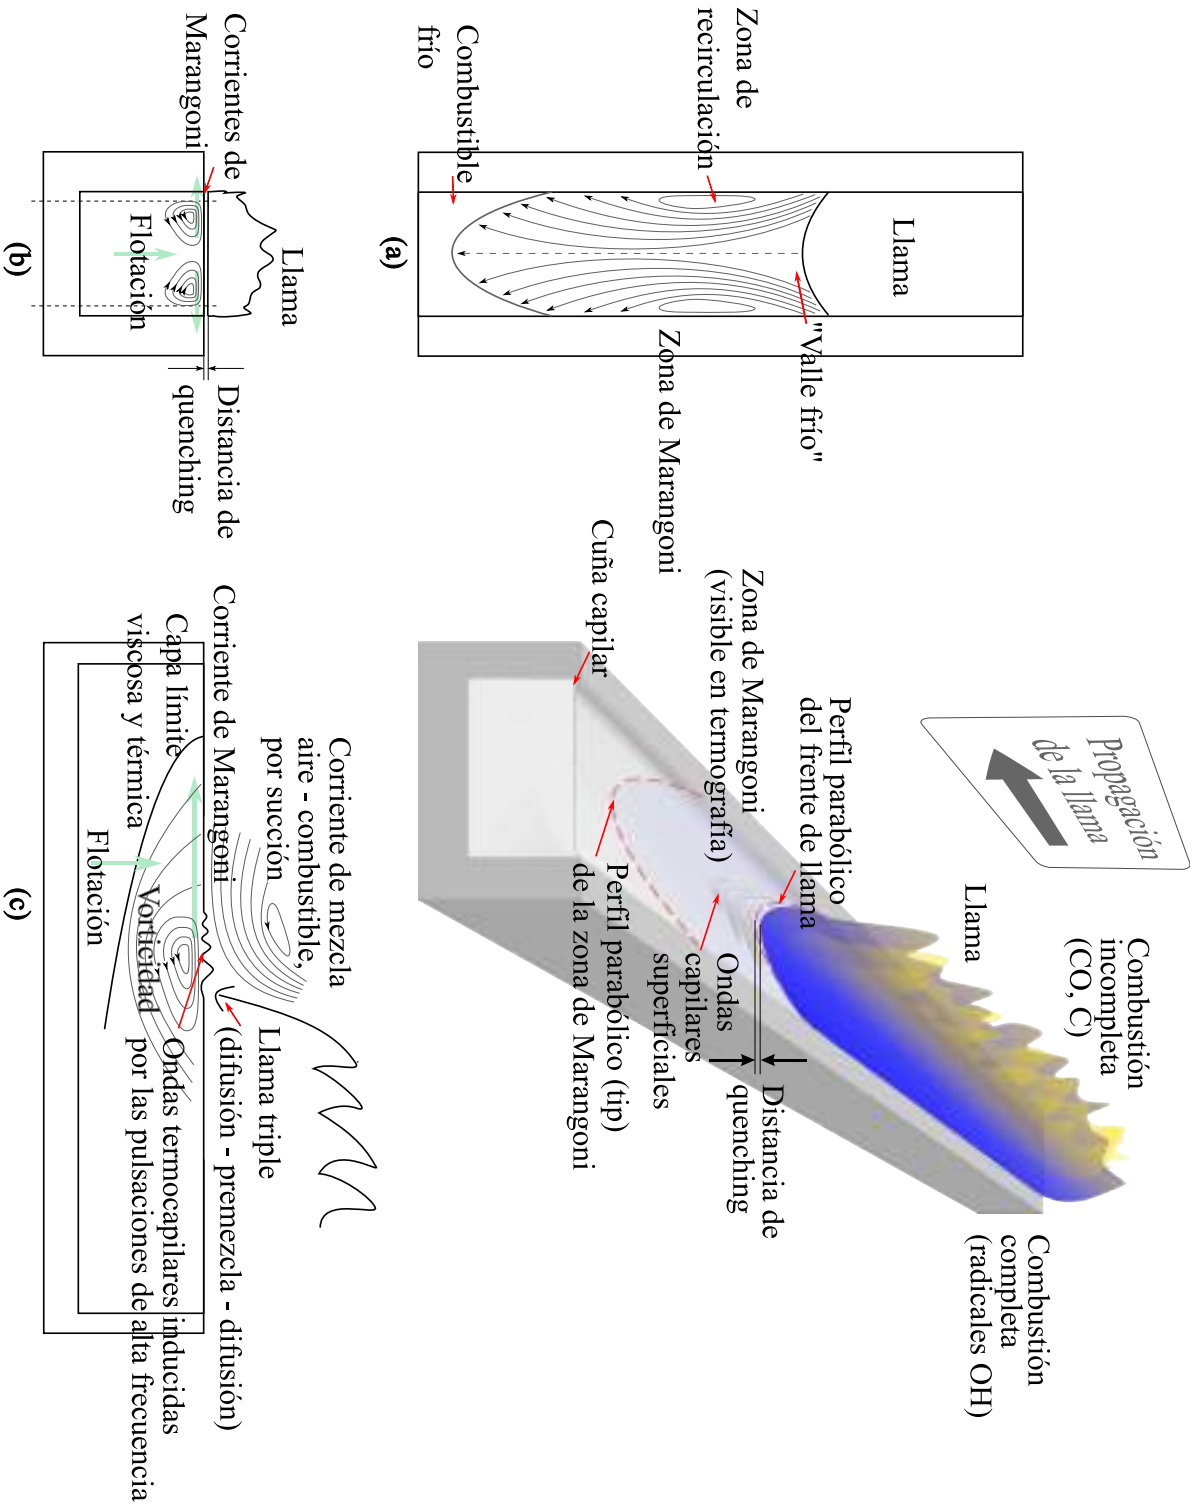 Zona de
recirculación
Combustible
frío
Llama
"Valle frío"
Zona de Marangoni
(a)
Propagación
de la llama
Llama
Combustión
incompleta
(CO, C)
Combustión
completa
(radicales OH)
Perfil parabólico
del frente de llama
Zona de Marangoni
(visible en termografía)
Cuña capilar
Distancia de
quenching
Ondas
capilares
superficiales
Perfil parabólico (tip)
de la zona de Marangoni
Corrientes de
Marangoni
Llama
Flotación
Distancia de
quenching
(b)
Corriente de mezcla
aire - combustible,
por succión
Corriente de Marangoni
Capa límite
viscosa y térmica
Flotación
Vorticidad
Llama triple
(difusión - premezcla - difusión)
Ondas termocapilares inducidas
por las pulsaciones de alta frecuencia
(c)